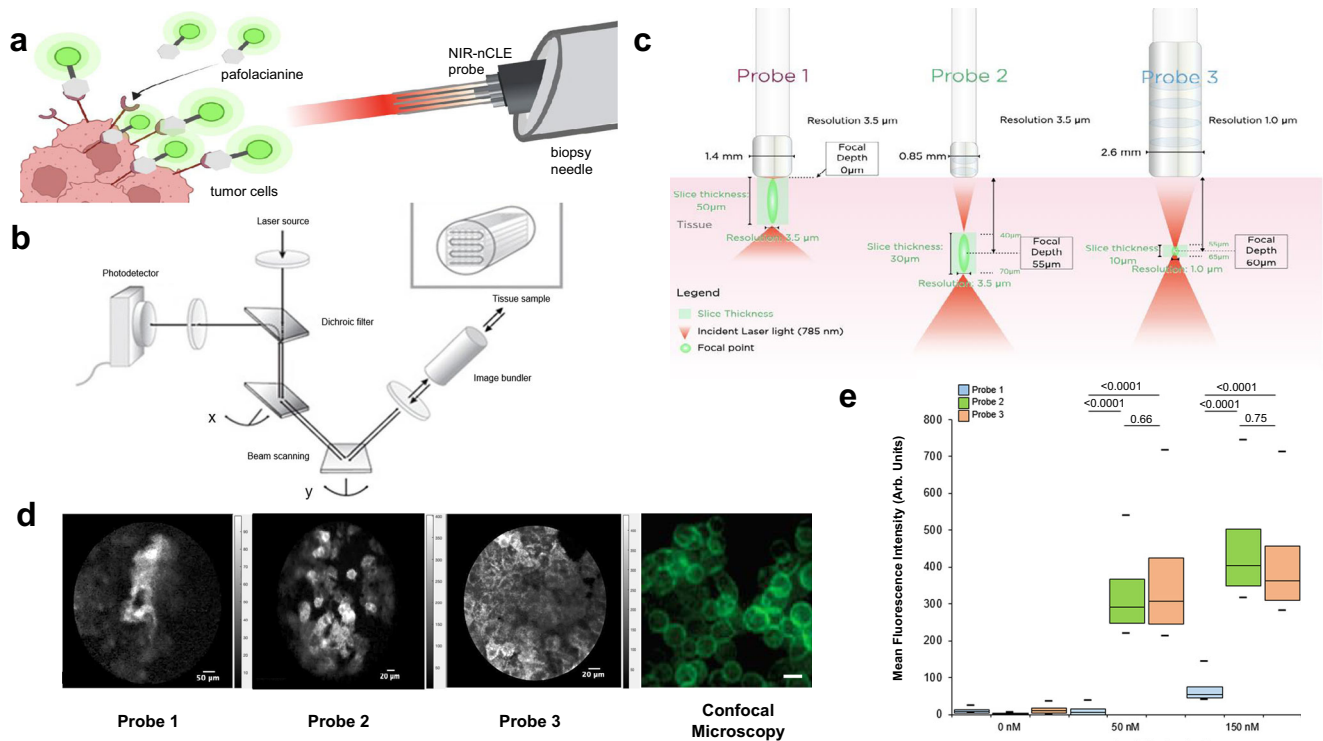 a
pafolacianine
NIR-nCLE
probe
biopsy
needle
tumor cells
b
Laser source
Photodetector
Dichroic filter
Tissue sample
Image bundler
x
Beam scanning
y
c
Probe 1
Probe 2
Probe 3
Resolution 3.5 µm
Resolution 3.5 µm
Resolution 1.0 µm
1.4 mm
Focal
Depth
0µm
0.85 mm
2.6 mm
Slice thickness:
50µm
Tissue
Resolution: 3.5 µm
Slice thickness:
30µm
40µm
70µm
Focal
Depth
55µm
Resolution: 3.5 µm
Slice thickness:
10µm
55µm
65µm
Focal
Depth
60µm
Resolution: 1.0 µm
Legend
Slice Thickness
Incident Laser light (785 nm)
Focal point
d
50 µm
20 µm
20 µm
Probe 1
Probe 2
Probe 3
Confocal
Microscopy
e
Probe 1
Probe 2
Probe 3
<0.0001
<0.0001
0.66
<0.0001
<0.0001
0.75
Mean Fluorescence Intensity (Arb. Units)
800
700
600
500
400
300
200
100
0
0 nM
50 nM
150 nM